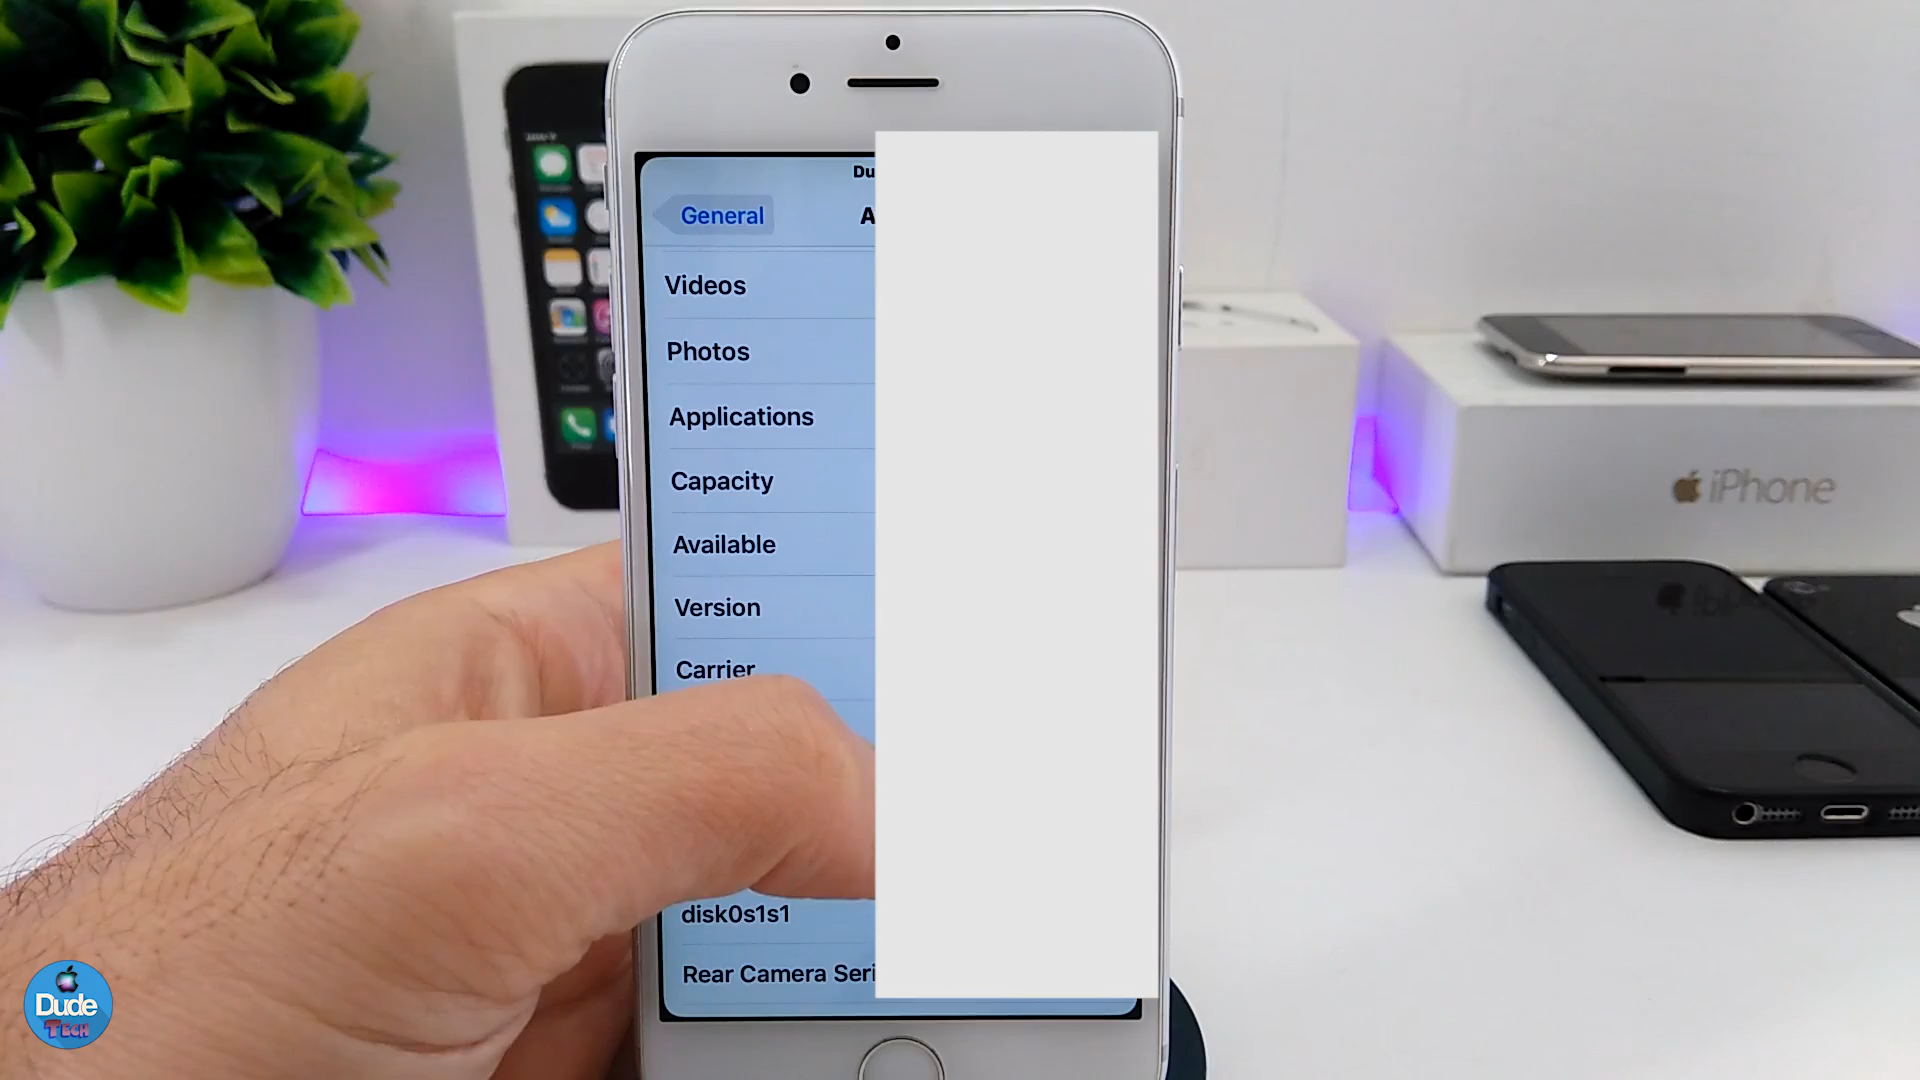 Du
General
A
Videos
Photos
Applications
Capacity
Available
Version
Carrier
disk0s1s1
Rear Camera Seri
iPhone
Dude
TECH